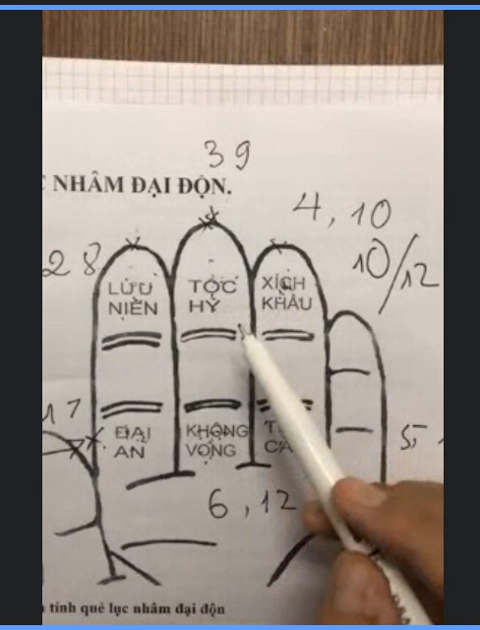 39
NHÂM ĐẠI ĐỘN.
4, 10
28
10/12
LƯU
NIÊN
TỘC
HỶ
XÍCH
KHẨU
17
ĐẠI
AN
KHÔNG
VONG
5,
6, 12
tính quẻ lục nhâm đại độn